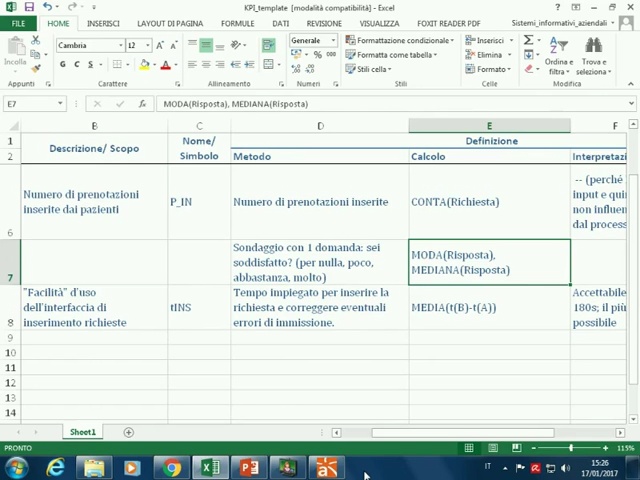 KPI_template [modalità compatibilità] - Excel
FILE HOME INSERISCI LAYOUT DI PAGINA FORMULE DATI REVISIONE VISUALIZZA FOXIT READER PDF Sistemi_informativi_aziendali
Incolla
Cambria 12
G C S
Generale
% 000
Formattazione condizionale
Formatta come tabella
Stili cella
Inserisci
Elimina
Formato
Ordina e filtra
Trova e seleziona
Appunti Carattere Allineamento Numeri Stili Celle Modifica
E7 fx MODA(Risposta), MEDIANA(Risposta)
B C D E F
1 Descrizione/ Scopo Nome/ Simbolo Definizione
2 Metodo Calcolo
6 Numero di prenotazioni inserite dai pazienti P_IN Numero di prenotazioni inserite CONTA(Richiesta) -- (perché
input e
non
dal
7 Sondaggio con 1 domanda: sei soddisfatto? (per nulla, poco, abbastanza, molto) MODA(Risposta), MEDIANA(Risposta)
8 "Facilità" d'uso dell'interfaccia di inserimento richieste tINS Tempo impiegato per inserire la richiesta e correggere eventuali errori di immissione. MEDIA(t(B)-t(A))
180s; il
possibile
9
10
11
12
13
14
Sheet1
PRONTO 115%
IT 15:26
17/01/2017